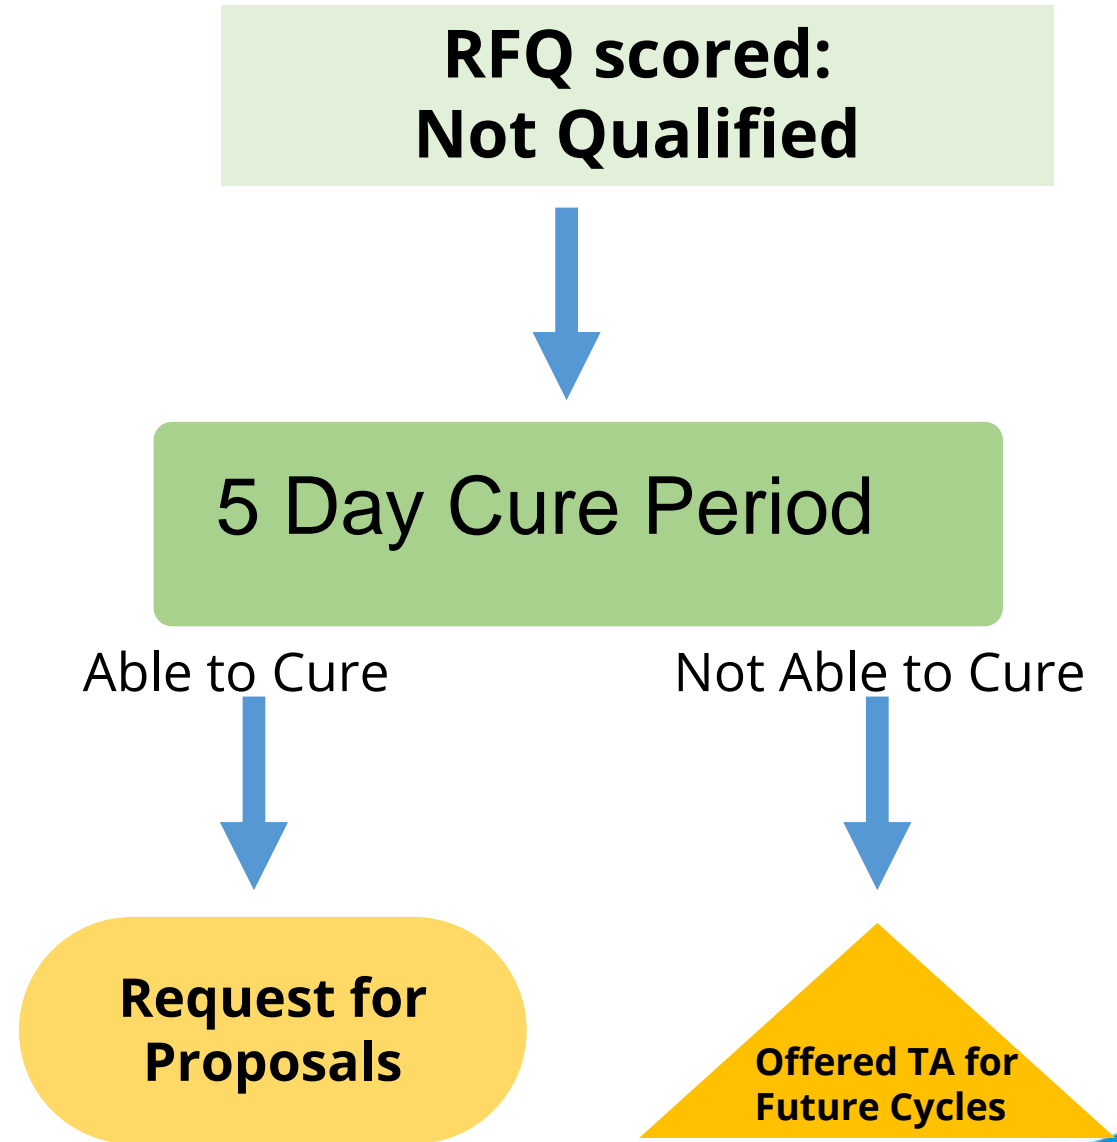 RFQ scored:
Not Qualified
5 Day Cure Period
Able to Cure
Not Able to Cure
Request for
Proposals
Offered TA for
Future Cycles